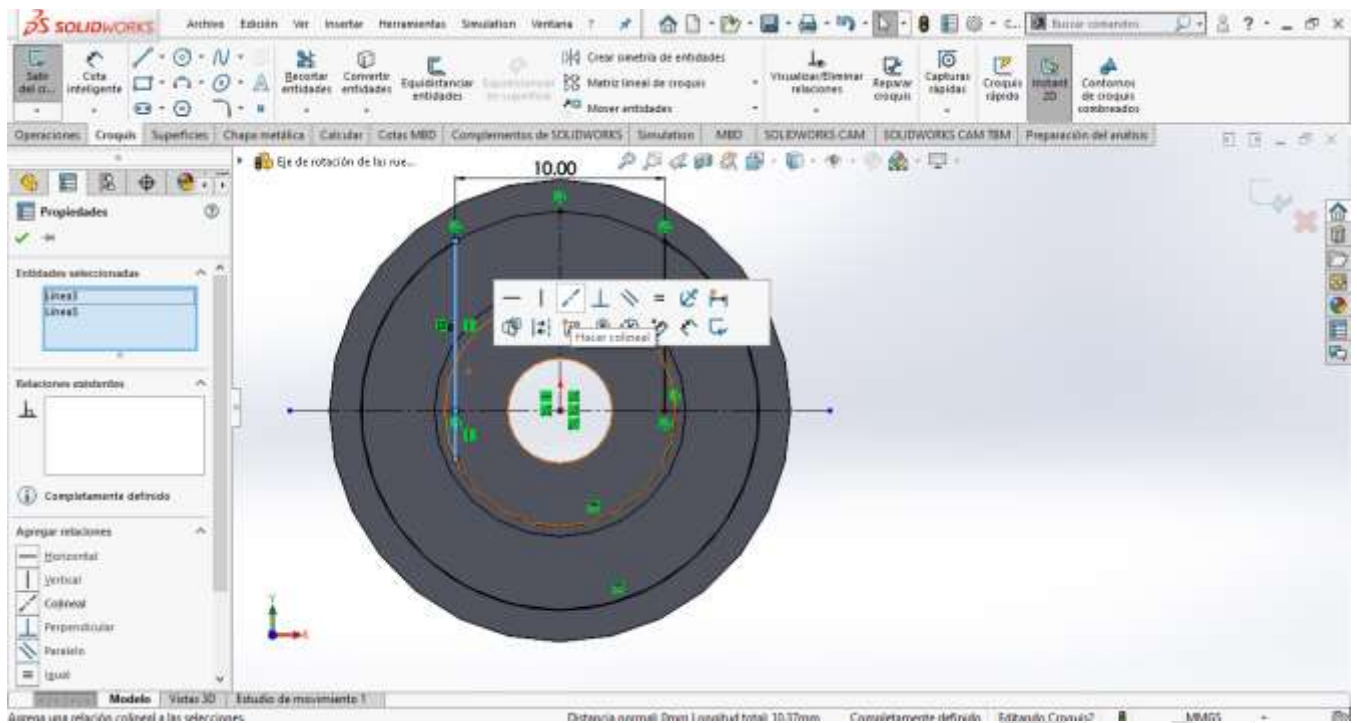 SOLIDWORKS Archivo Edición Ver Insertar Herramientas Simulation Ventana ? C... Buscar comandos ?
Salir del cr...
Cota inteligente
Recortar entidades
Convertir entidades
Equidistanciar entidades
Crear simetría de entidades
Matriz lineal de croquis
Mover entidades
Visualizar/Eliminar relaciones
Reparar croquis
Capturas rápidas
Croquis rápido
Instant 2D
Contornos de croquis sombreados
Operaciones Croquis Superficies Chapa metálica Calcular Cotas MBD Complementos de SOLIDWORKS Simulation MBD SOLIDWORKS CAM SOLIDWORKS CAM TBM Preparación del análisis
Eje de rotación de las rue...
10.00
Propiedades
Entidades seleccionadas
Línea5
Hacer colineal
Relaciones existentes
Completamente definido
Agregar relaciones
Horizontal
Vertical
Colineal
Perpendicular
Paralelo
Igual
Y
X
Modelo Vistas 3D Estudio de movimiento 1
Agrega una relación colineal a las selecciones.
Distancia normal: 0mm Longitud total: 10.37mm Completamente definido Editando Croquis2 MMGS